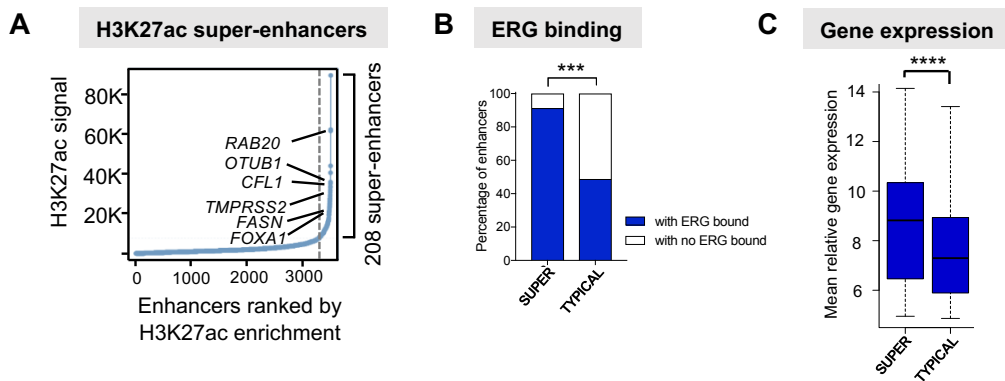 A
H3K27ac super-enhancers
H3K27ac signal
80K
60K
40K
20K
RAB20
OTUB1
CFL1
TMPRSS2
FASN
FOXA1
208 super-enhancers
0
1000
2000
3000
Enhancers ranked by
H3K27ac enrichment
B
ERG binding
***
Percentage of enhancers
100
80
60
40
20
0
SUPER
TYPICAL
with ERG bound
with no ERG bound
C
Gene expression
****
Mean relative gene expression
14
12
10
8
6
SUPER
TYPICAL